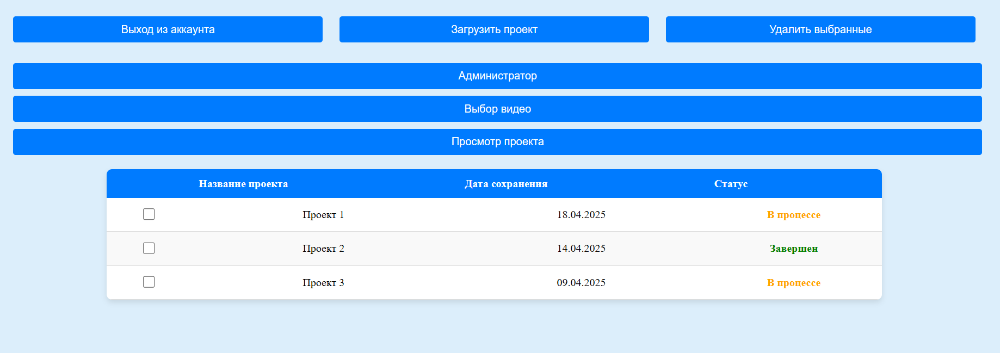 Выход из аккаунта Загрузить проект Удалить выбранные
Администратор
Выбор видео
Просмотр проекта
Название проекта Дата сохранения Статус
Проект 1 18.04.2025 В процессе
Проект 2 14.04.2025 Завершен
Проект 3 09.04.2025 В процессе